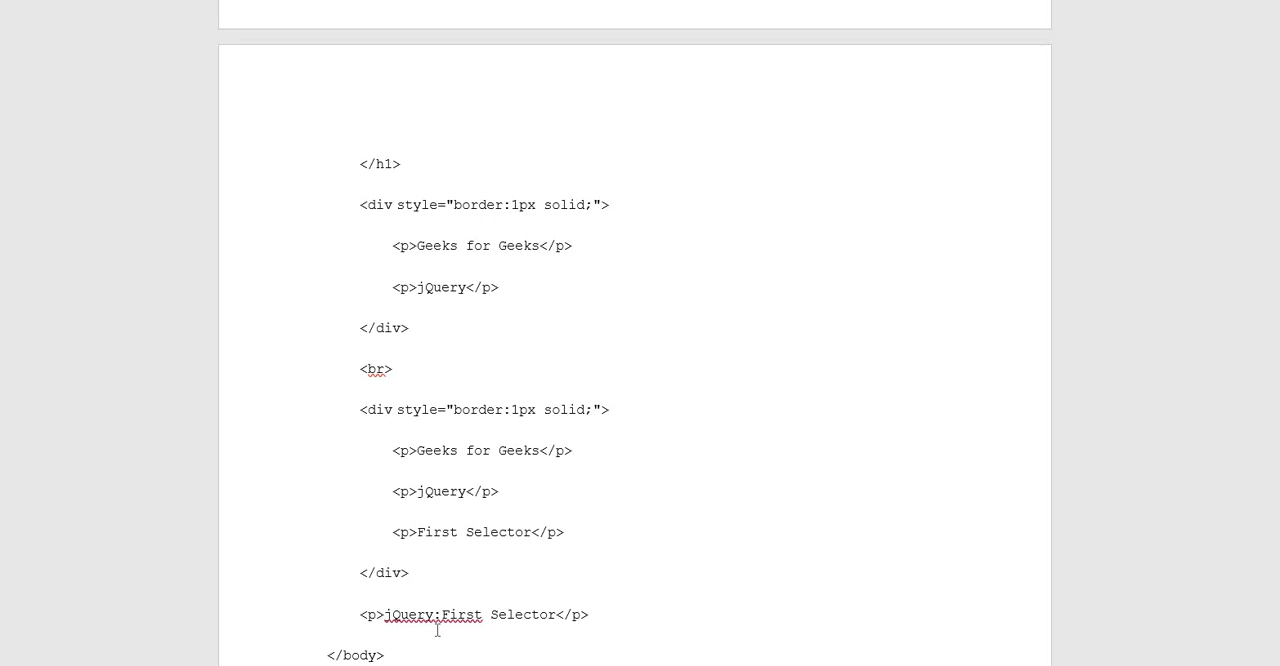 </h1>
<div style="border:1px solid;">
<p>Geeks for Geeks</p>
<p>jQuery</p>
</div>
<br>
<div style="border:1px solid;">
<p>Geeks for Geeks</p>
<p>jQuery</p>
<p>First Selector</p>
</div>
<p>jQuery:First Selector</p>
</body>